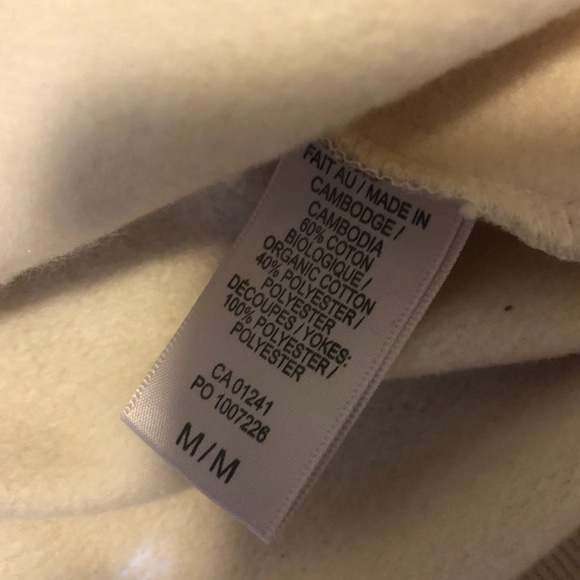 FAIT AU / MADE IN
CAMBODGE /
CAMBODIA
60% COTON
BIOLOGIQUE /
ORGANIC COTTON
40% POLYESTER /
POLYESTER
DÉCOUPES / YOKES:
100% POLYESTER /
POLYESTER
CA 01241
PO 1007226
M / M